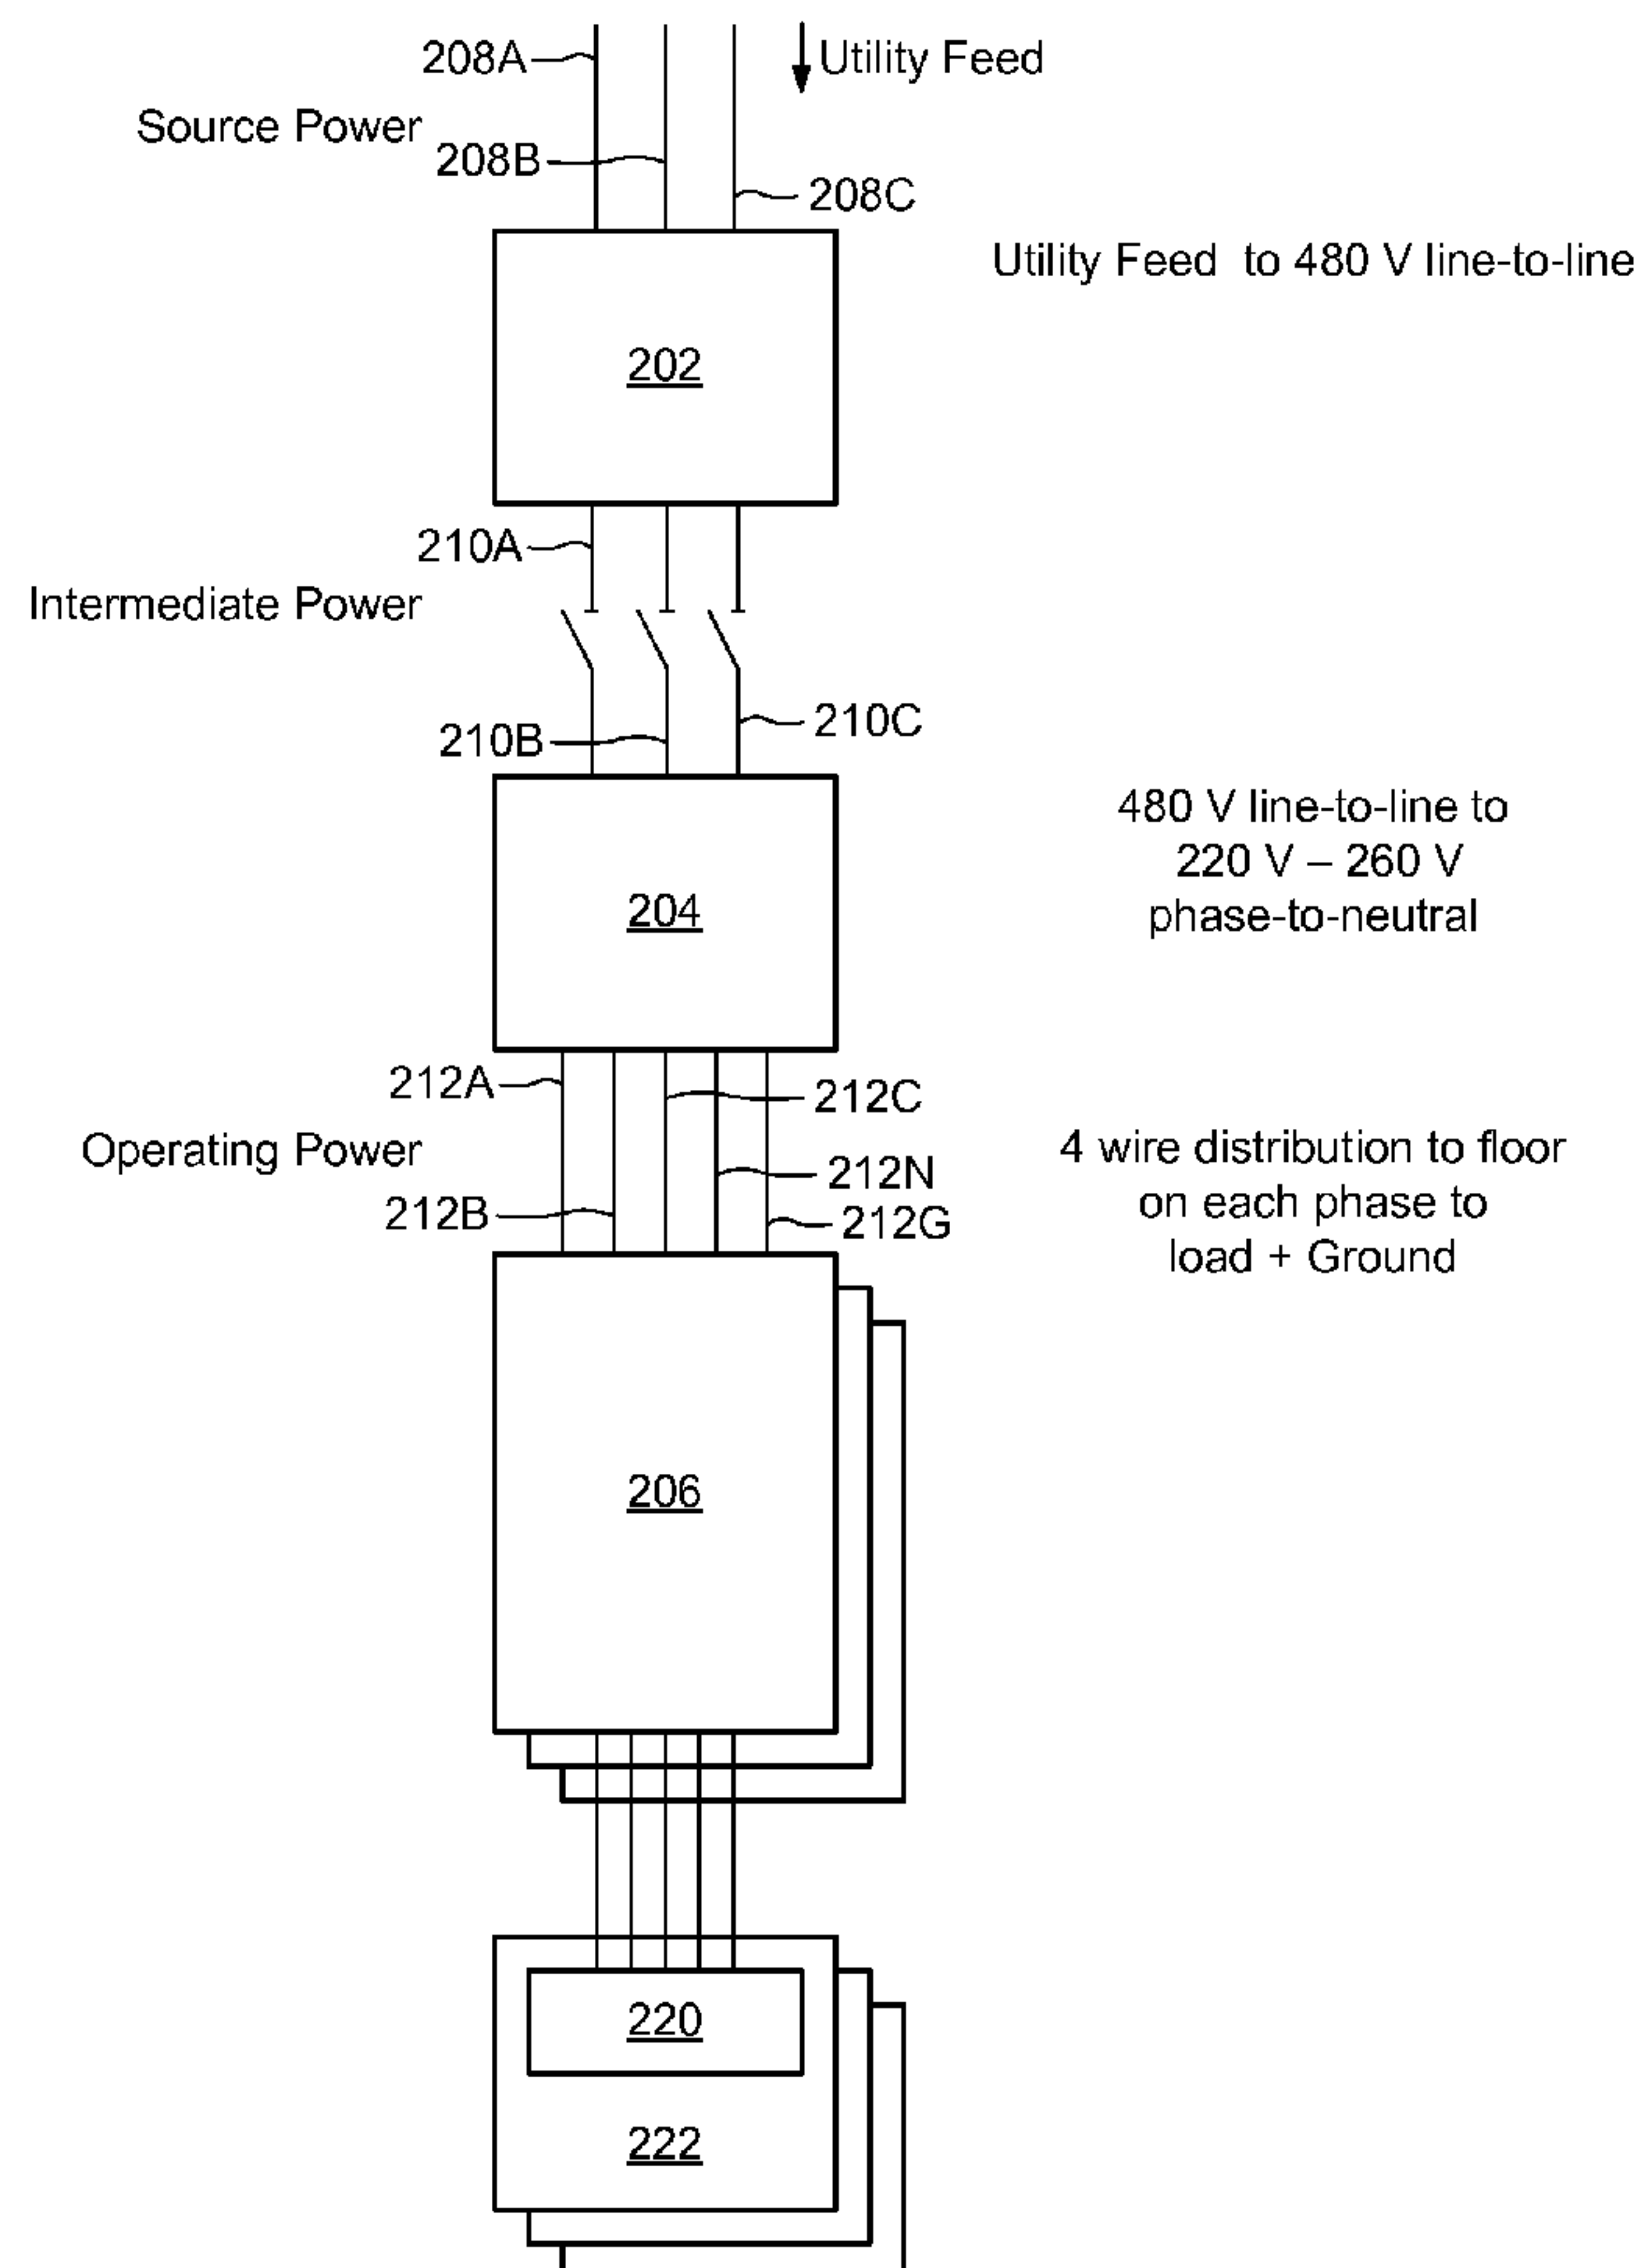 208A
Utility Feed
Source Power
208B
208C
Utility Feed to 480 V line-to-line
202
210A
Intermediate Power
210C
210B
480 V line-to-line to
220 V – 260 V
phase-to-neutral
204
212A
212C
Operating Power
212N
212B
212G
4 wire distribution to floor
on each phase to
load + Ground
206
220
222